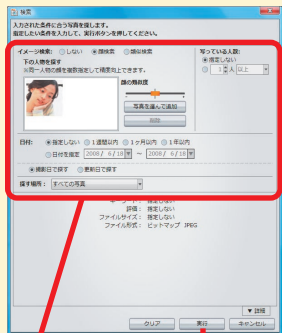 検索
入力された条件に合う写真を探します。
指定したい条件を入力して、実行ボタンを押してください。
イメージ検索: しない 顔検索 類似検索
写っている人数:
下の人物を探す
指定しない
※同一人物の顔を複数指定して精度向上できます。
1 人 以上
顔の類似度
写真を選んで追加
削除
日付: 指定しない 1週間以内 1ヶ月以内 1年以内
日付を指定 2008/ 6/18 ~ 2008/ 6/18
撮影日で探す 更新日で探す
探す場所: すべての写真
キーワード: 指定しない
評価: 指定しない
ファイルサイズ: 指定しない
ファイル形式: ビットマップ JPEG
▼ 詳細
クリア 実行 キャンセル